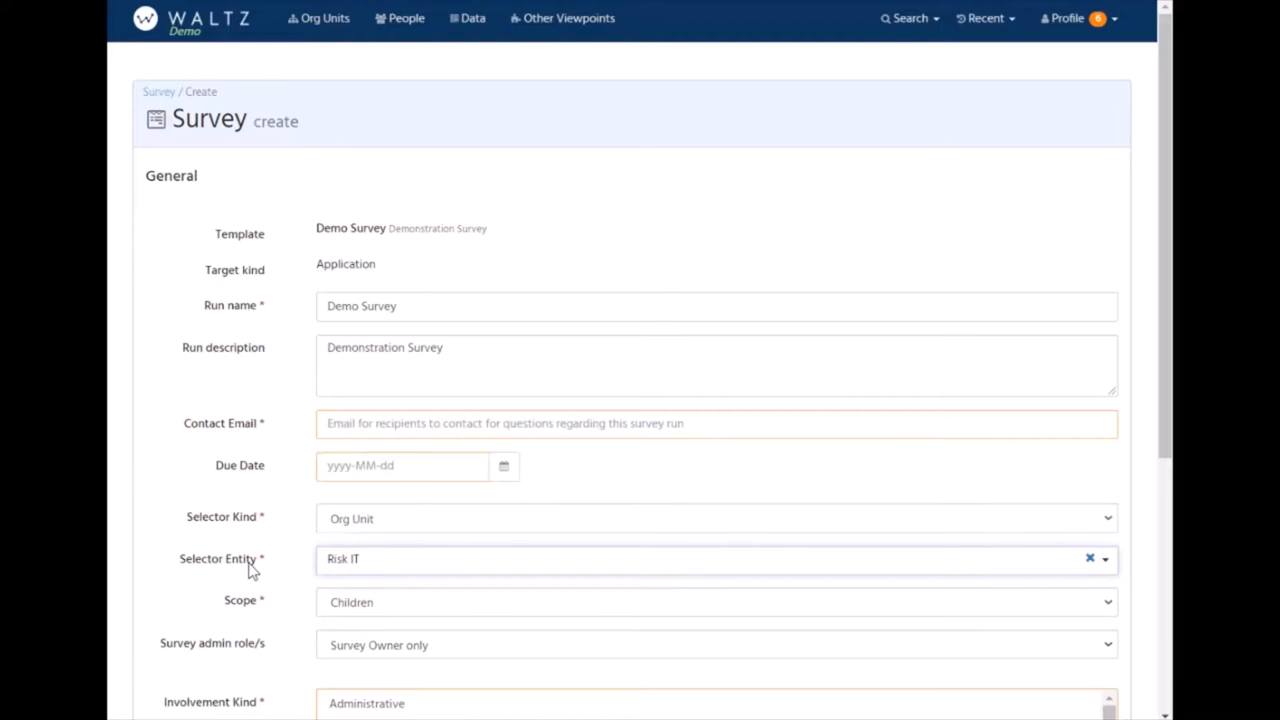 WALTZ Org Units People Data Other Viewpoints Search Recent Profile 6
Demo
Survey / Create
Survey create
General
Template Demo Survey Demonstration Survey
Target kind Application
Run name * Demo Survey
Run description Demonstration Survey
Contact Email * Email for recipients to contact for questions regarding this survey run
Due Date yyyy-MM-dd
Selector Kind * Org Unit
Selector Entity * Risk IT
Scope * Children
Survey admin role/s Survey Owner only
Involvement Kind * Administrative